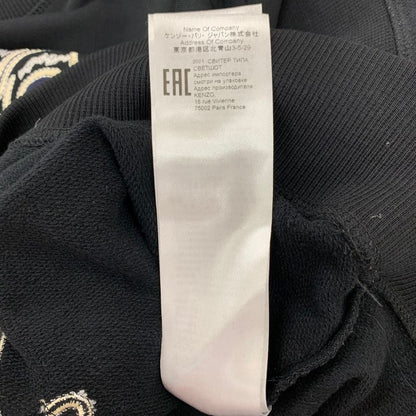 Name Of Company
ケンゾー・パリ・ジャパン株式会社
Address Of Company
東京都港区北青山3-5-29
EAC
2021 СВИТЕР ТИПА
СВЕТШОТ
Адрес импортера
смотри на упаковке
Адрес производителя
KENZO
18 rue Vivienne
75002 Paris France